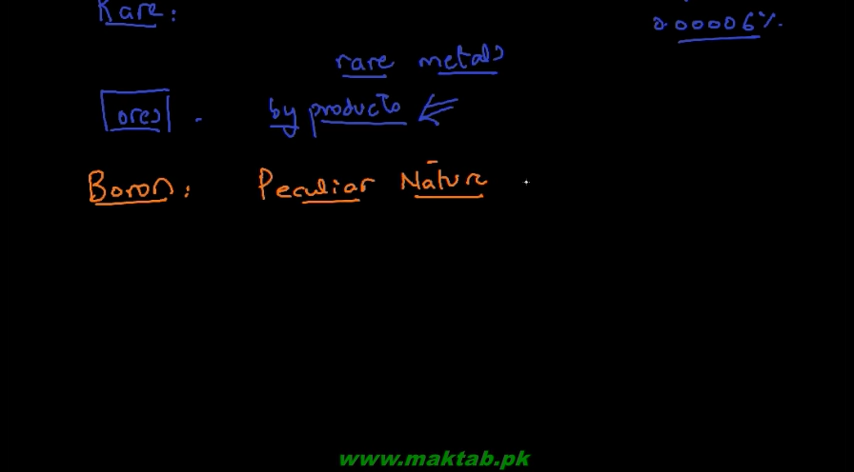 Rare:
0.00006%.
rare metals
ores. by products
Boron: Peculiar Nature
www.maktab.pk